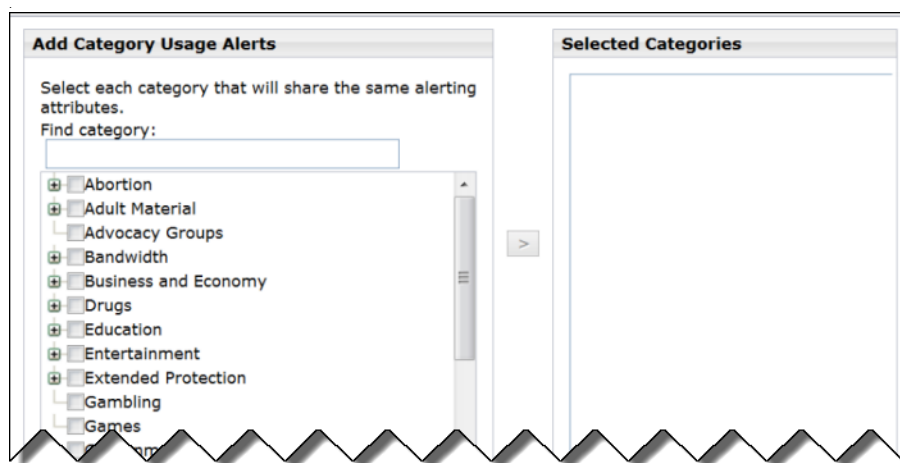 Add Category Usage Alerts
Select each category that will share the same alerting
attributes.
Find category:
Abortion
Adult Material
Advocacy Groups
Bandwidth
Business and Economy
Drugs
Education
Entertainment
Extended Protection
Gambling
Games
>
Selected Categories